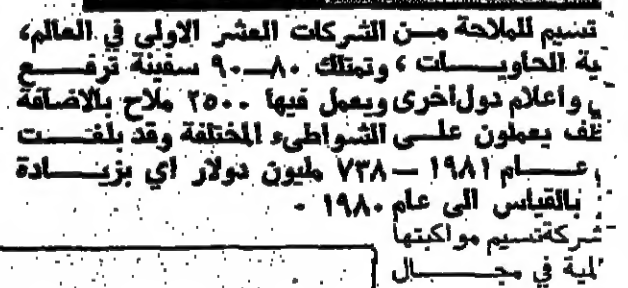 تسيم للملاحة مـن الشركات العشر الاولى في العالم،
ية الحاويـات ، وتمتلك ٨٠ــ٩٠ سفينة ترفـع
واعلام دول اخرى ويعمل فيها ٢٥٠٠ ملاح بالاضافة
ظف يعملون علـى الشواطىء المختلفة وقد بلغـت
عـام ١٩٨١ ــ ٧٣٨ مليون دولار اي بزيـادة
بالقياس الى عام ١٩٨٠ ٠
شركة تسيم مواكبتها
لمية في مجـال